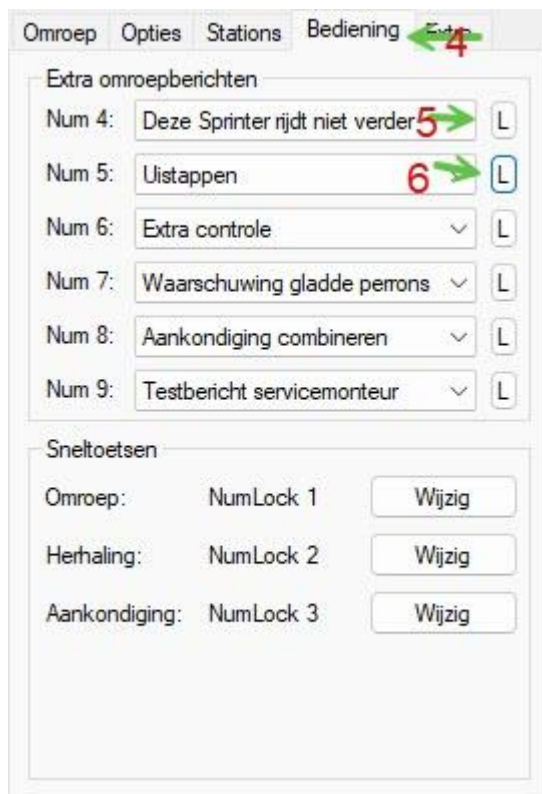 Omroep Opties Stations Bediening Extra 4
Extra omroepberichten
Num 4: Deze Sprinter rijdt niet verder 5 L
Num 5: Uistappen 6 L
Num 6: Extra controle L
Num 7: Waarschuwing gladde perrons L
Num 8: Aankondiging combineren L
Num 9: Testbericht servicemonteur L
Sneltoetsen
Omroep: NumLock 1 Wijzig
Herhaling: NumLock 2 Wijzig
Aankondiging: NumLock 3 Wijzig